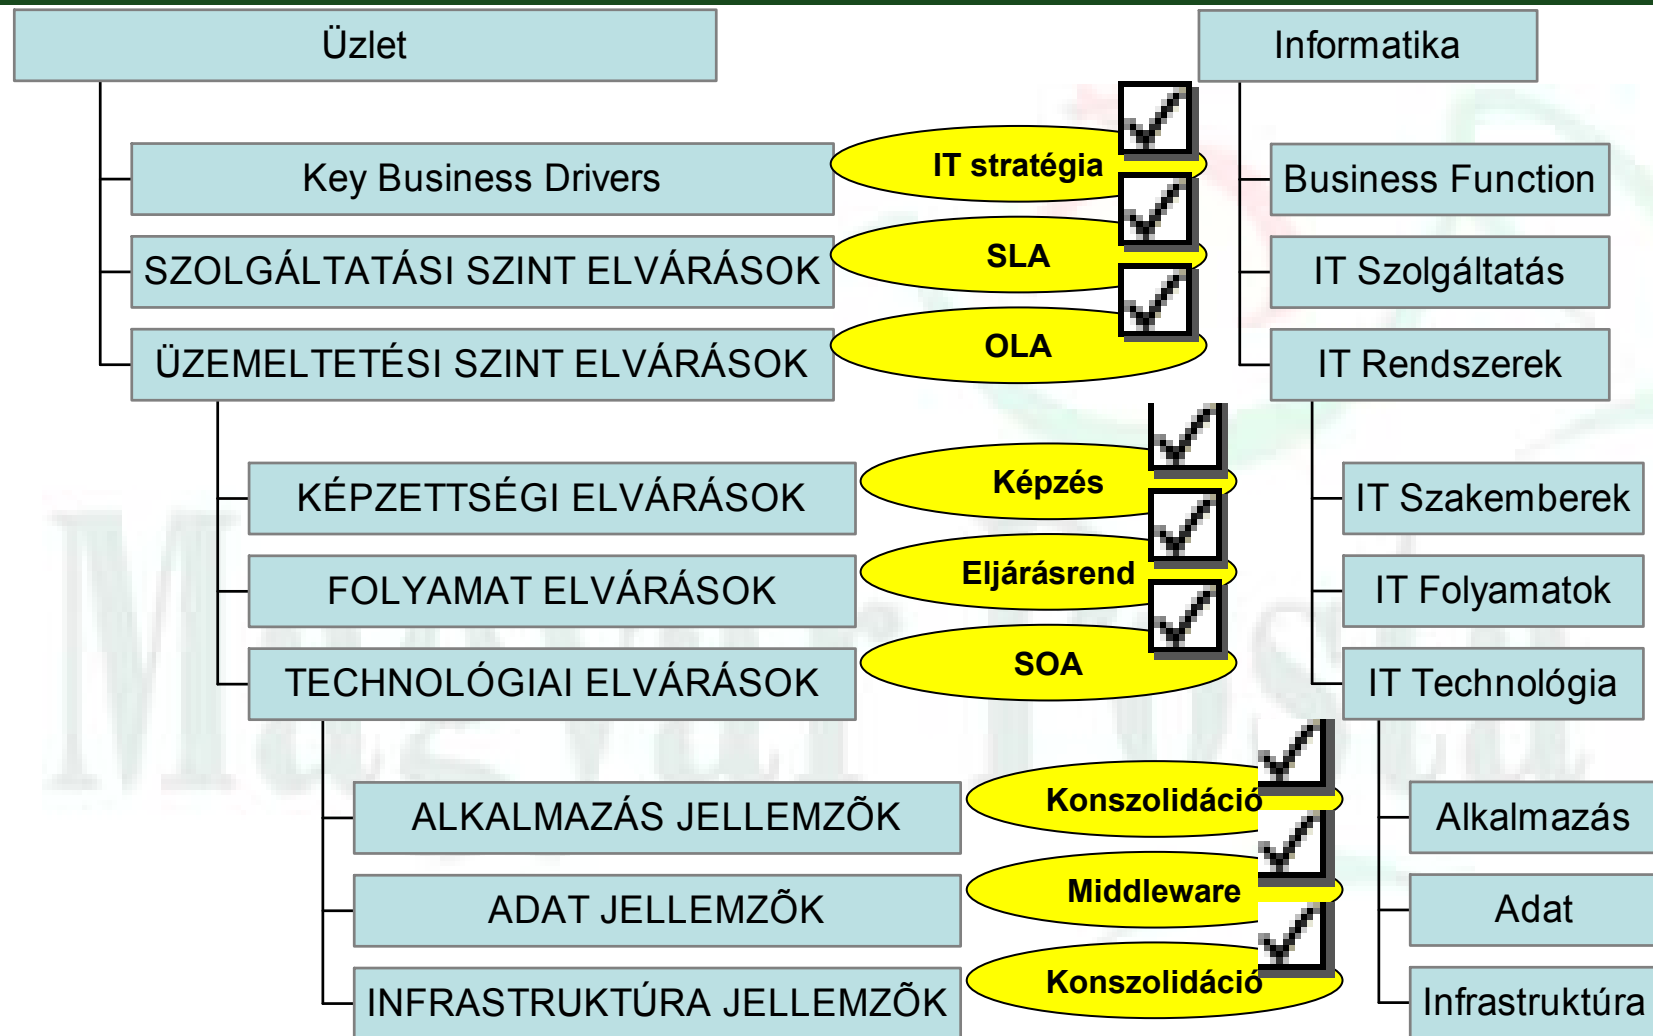 Üzlet
Informatika
Key Business Drivers
IT stratégia
Business Function
SZOLGÁLTATÁSI SZINT ELVÁRÁSOK
SLA
IT Szolgáltatás
ÜZEMELTETÉSI SZINT ELVÁRÁSOK
OLA
IT Rendszerek
KÉPZETTSÉGI ELVÁRÁSOK
Képzés
IT Szakemberek
FOLYAMAT ELVÁRÁSOK
Eljárásrend
IT Folyamatok
TECHNOLÓGIAI ELVÁRÁSOK
SOA
IT Technológia
Magyar Posta
ALKALMAZÁS JELLEMZÕK
Konszolidáció
Alkalmazás
ADAT JELLEMZÕK
Middleware
Adat
INFRASTRUKTÚRA JELLEMZÕK
Konszolidáció
Infrastruktúra